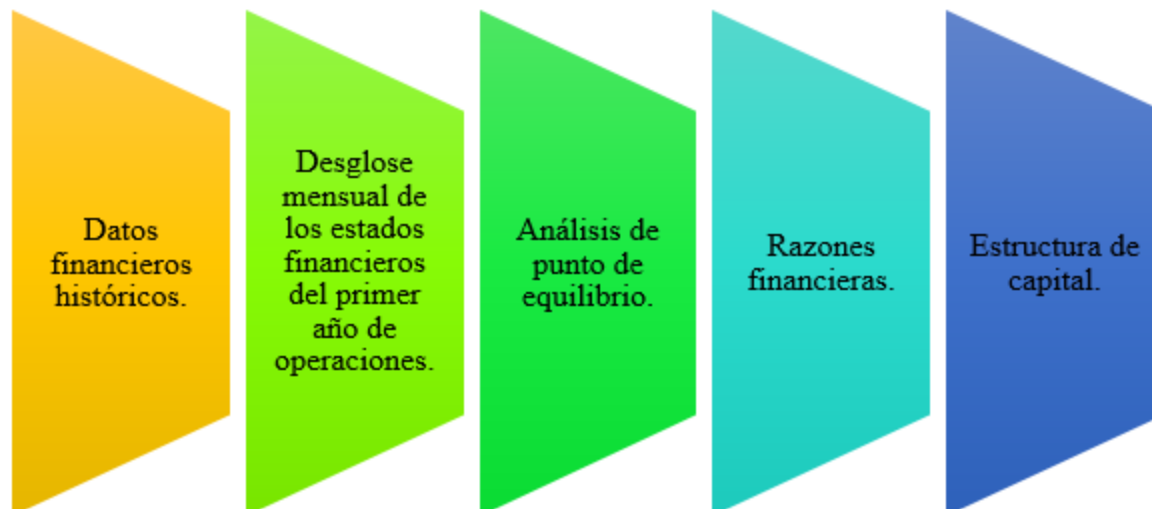 Datos
financieros
históricos.
Desglose
mensual de
los estados
financieros
del primer
año de
operaciones.
Análisis de
punto de
equilibrio.
Razones
financieras.
Estructura de
capital.